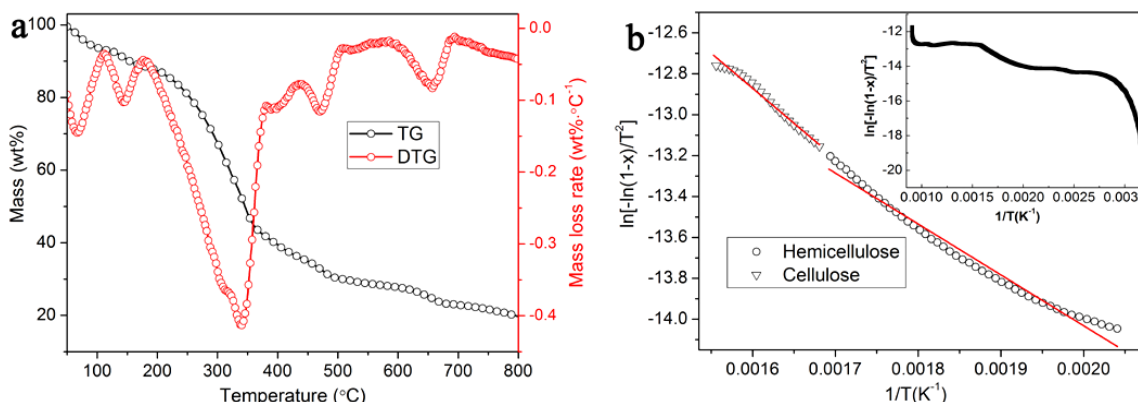 a
100
80
60
40
20
Mass (wt%)
50 100 200 300 400 500 600 700 800
Temperature (°C)
TG
DTG
0.0
-0.1
-0.2
-0.3
-0.4
Mass loss rate (wt%·°C⁻¹)
b
-12.6
-12.8
-13.0
-13.2
-13.4
-13.6
-13.8
-14.0
ln[-ln(1-x)/T²]
Hemicellulose
Cellulose
0.0016 0.0017 0.0018 0.0019 0.0020
1/T(K⁻¹)
-12
-14
-16
-18
-20
ln[-ln(1-x)/T²]
0.0010 0.0015 0.0020 0.0025 0.003
1/T(K⁻¹)